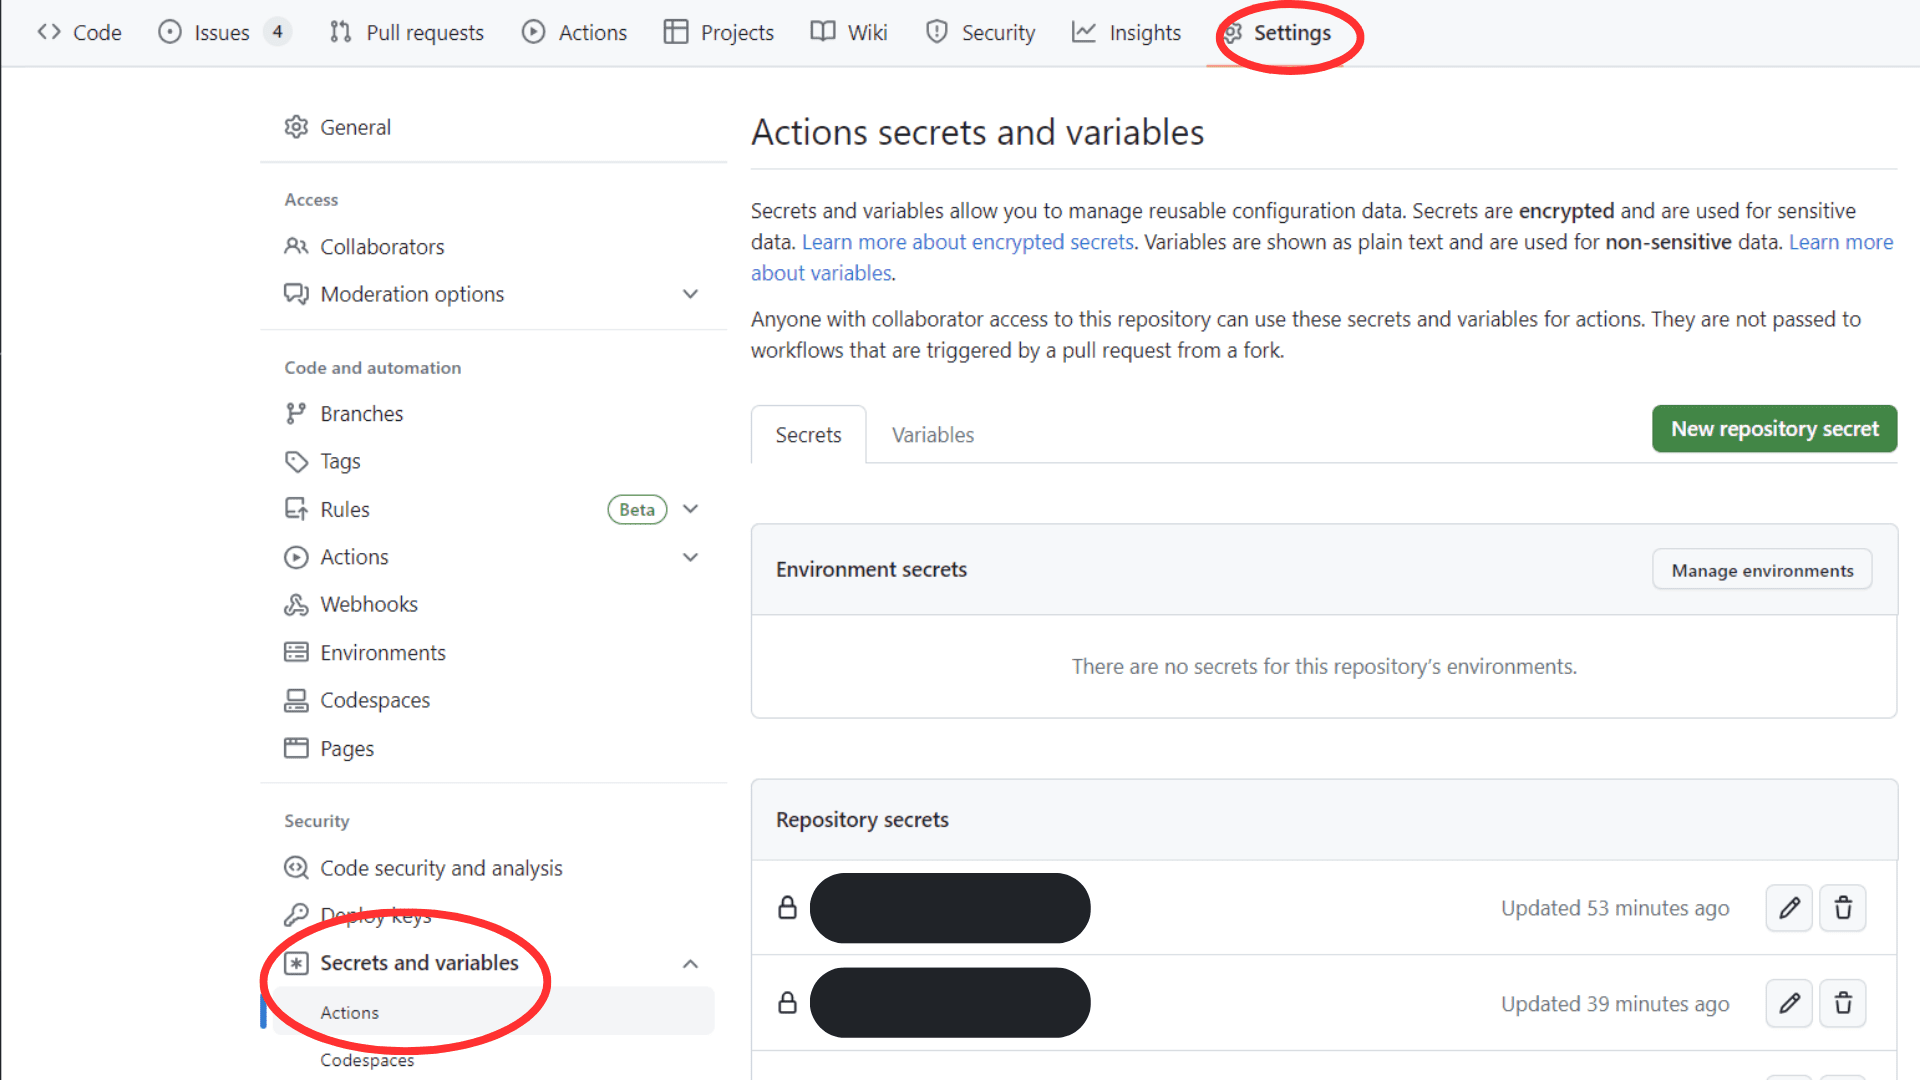 Code
Issues 4
Pull requests
Actions
Projects
Wiki
Security
Insights
Settings
General
Access
Collaborators
Moderation options
Code and automation
Branches
Tags
Rules Beta
Actions
Webhooks
Environments
Codespaces
Pages
Security
Code security and analysis
Deploy keys
Secrets and variables
Actions
Codespaces
Actions secrets and variables
Secrets and variables allow you to manage reusable configuration data. Secrets are encrypted and are used for sensitive
data. Learn more about encrypted secrets. Variables are shown as plain text and are used for non-sensitive data. Learn more
about variables.
Anyone with collaborator access to this repository can use these secrets and variables for actions. They are not passed to
workflows that are triggered by a pull request from a fork.
Secrets
Variables
New repository secret
Environment secrets
Manage environments
There are no secrets for this repository's environments.
Repository secrets
Updated 53 minutes ago
Updated 39 minutes ago